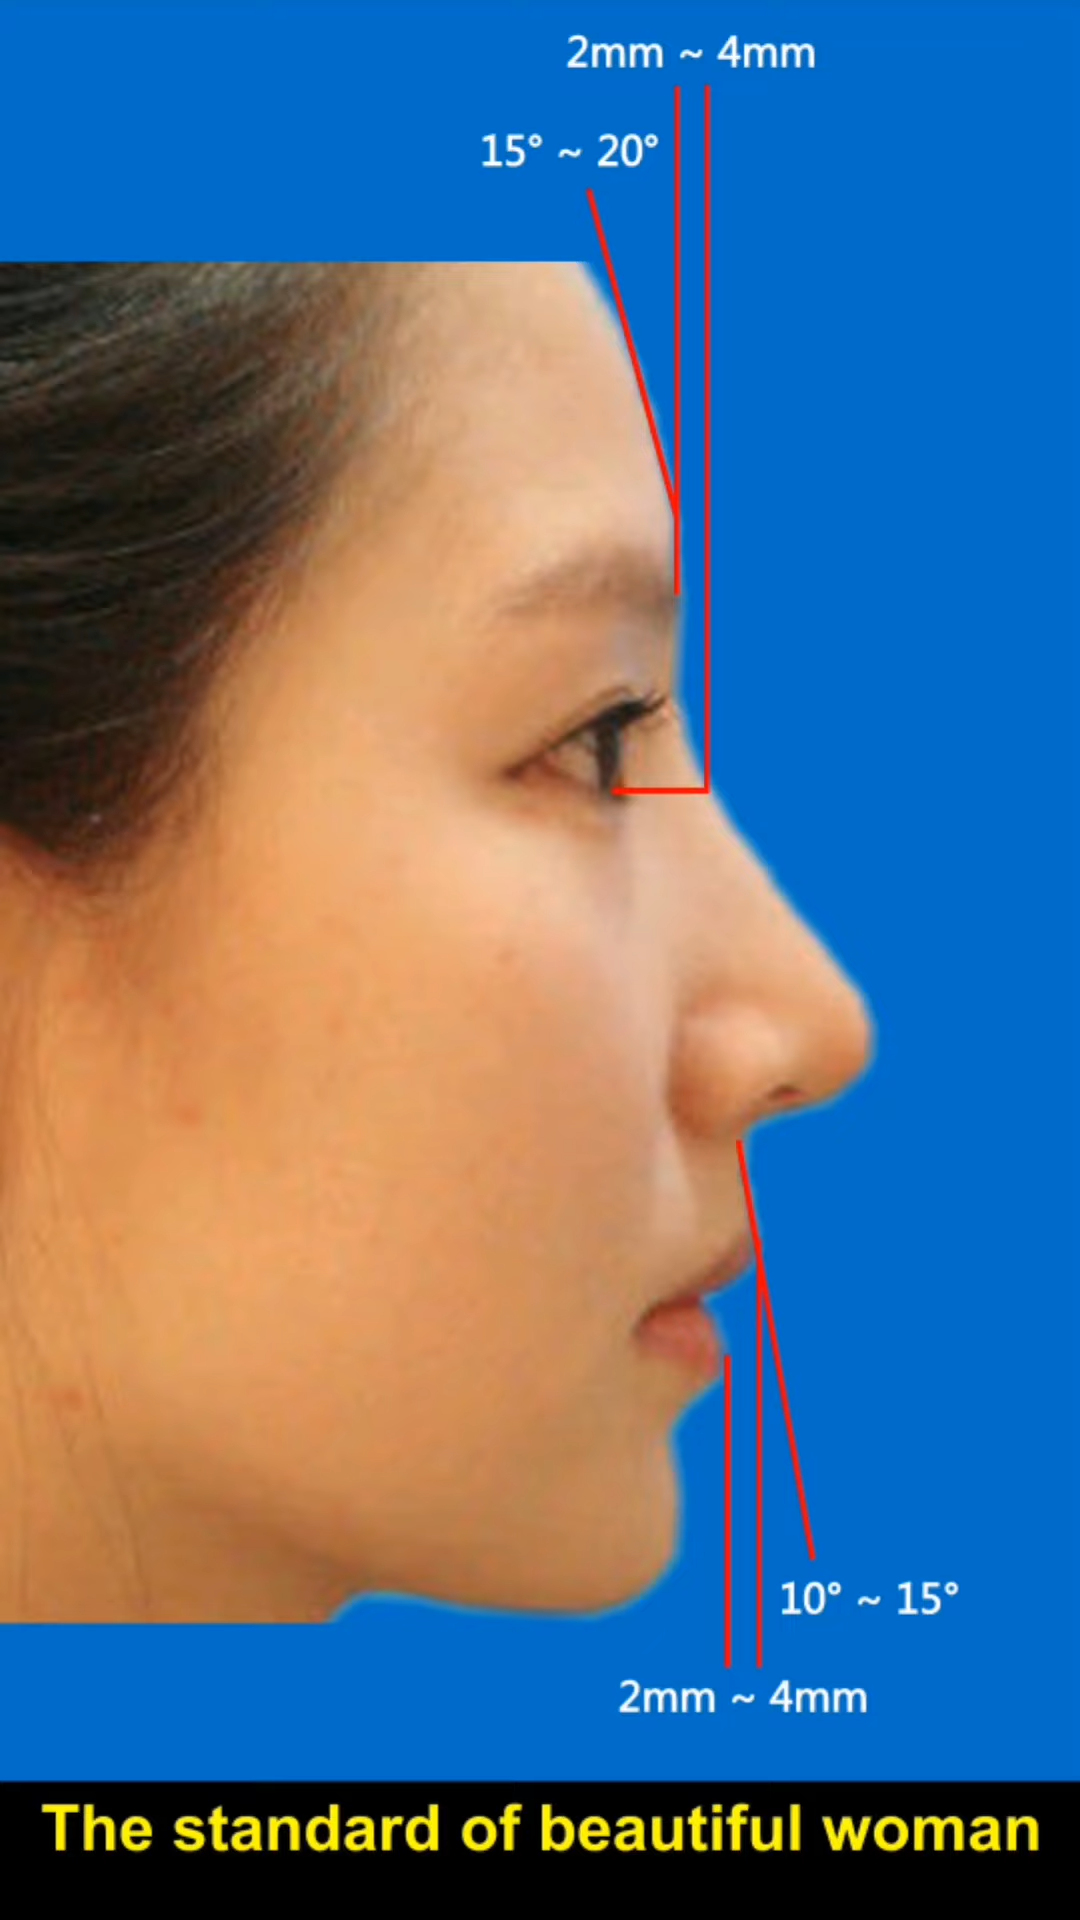 2mm ~ 4mm
15° ~ 20°
10° ~ 15°
2mm ~ 4mm
The standard of beautiful woman